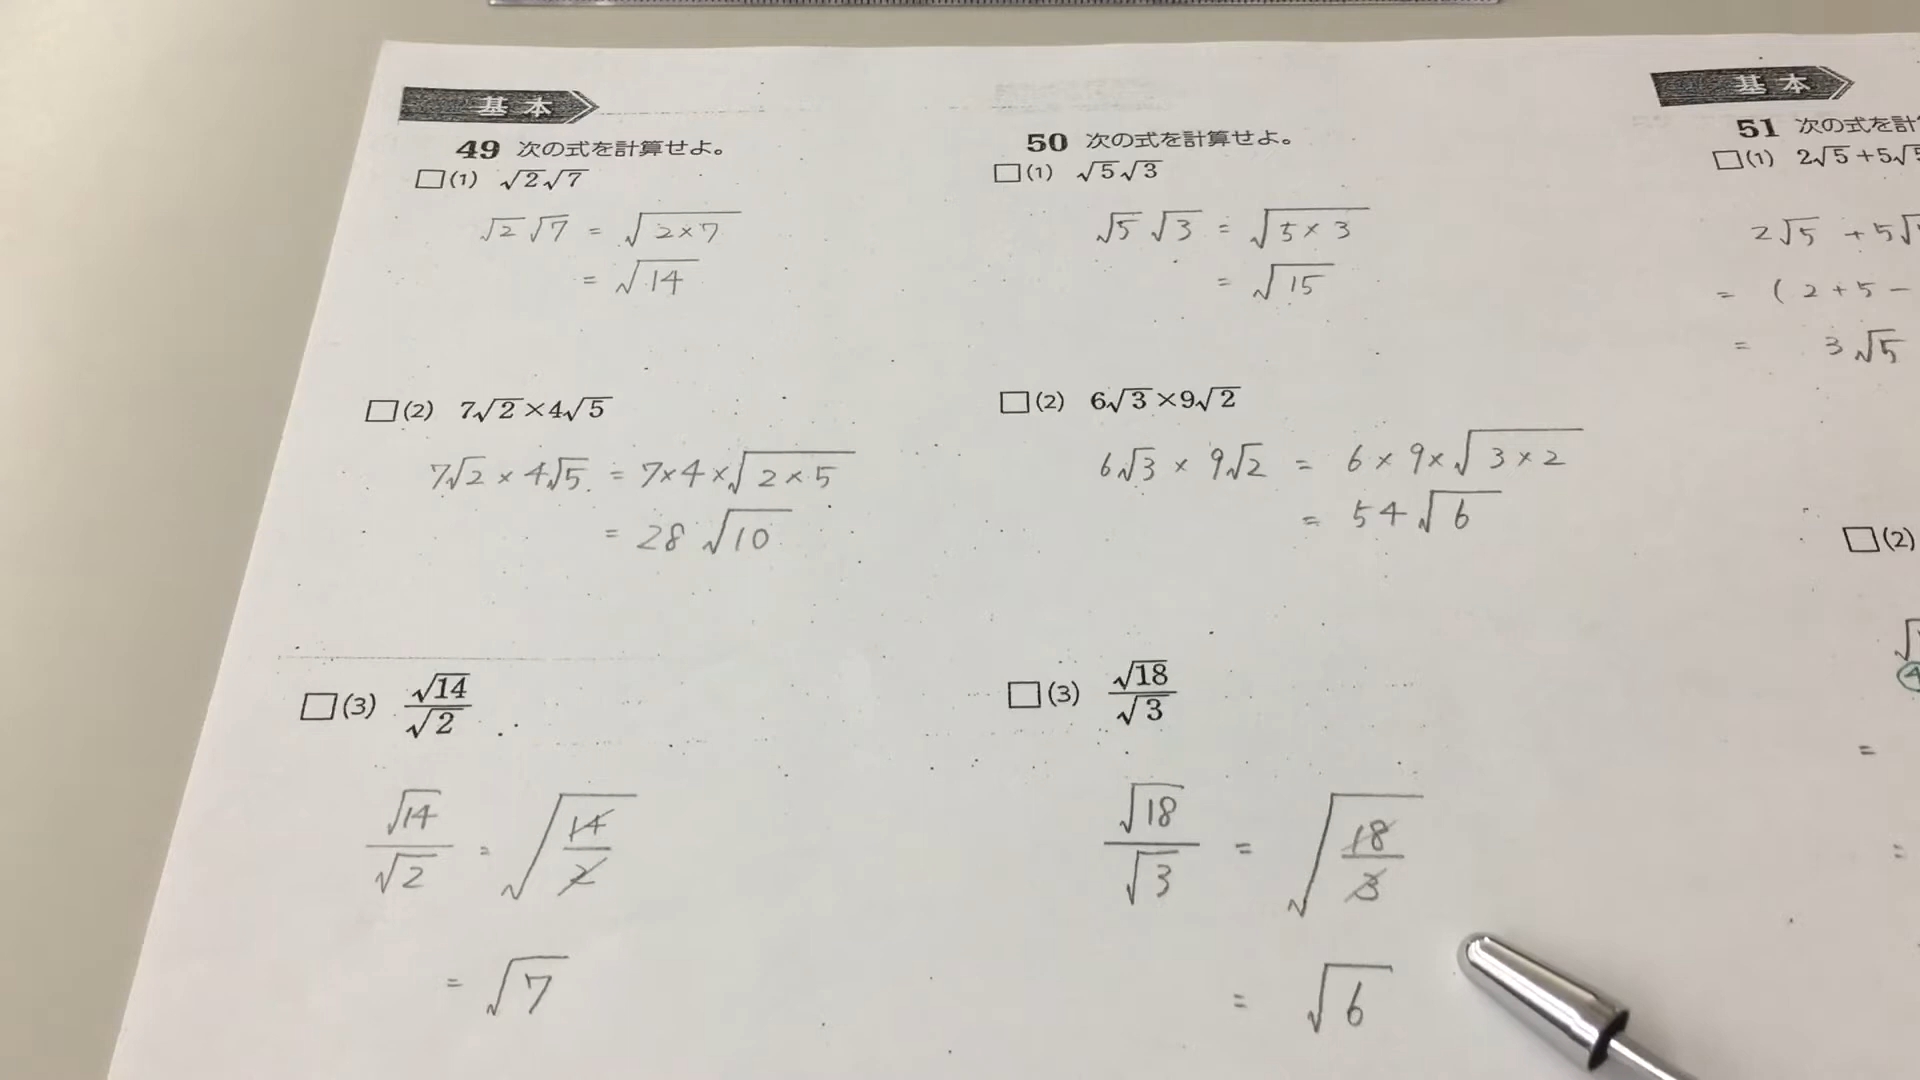 基本
49 次の式を計算せよ。
□(1) √2√7
√2 √7 = √(2×7)
= √14
□(2) 7√2×4√5
7√2 × 4√5 = 7×4×√(2×5)
= 28√10
□(3) √14/√2
√14/√2 = √(14/2)
= √7
50 次の式を計算せよ。
□(1) √5√3
√5 √3 = √(5×3)
= √15
□(2) 6√3×9√2
6√3 × 9√2 = 6×9×√(3×2)
= 54√6
□(3) √18/√3
√18/√3 = √(18/3)
= √6
基本
51 次の式を計
□(1) 2√5+5√5
2√5 +5√
= (2+5−
= 3√5
□(2)
√
=
=